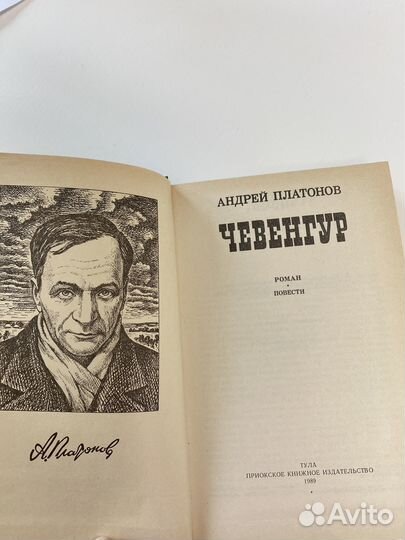 А. Платонов
АНДРЕЙ ПЛАТОНОВ
ЧЕВЕНГУР
РОМАН
ПОВЕСТИ
ТУЛА
ПРИОКСКОЕ КНИЖНОЕ ИЗДАТЕЛЬСТВО
1989
Avito